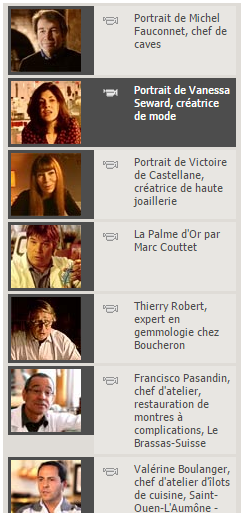 Portrait de Michel
Fauconnet, chef de
caves
Portrait de Vanessa
Seward, créatrice
de mode
Portrait de Victoire
de Castellane,
créatrice de haute
joaillerie
La Palme d'Or par
Marc Couttet
Thierry Robert,
expert en
gemmologie chez
Boucheron
Francisco Pasandin,
chef d'atelier,
restauration de
montres à
complications, Le
Brassas-Suisse
Valérine Boulanger,
chef d'atelier d'îlots
de cuisine, Saint-
Ouen-L'Aumône -